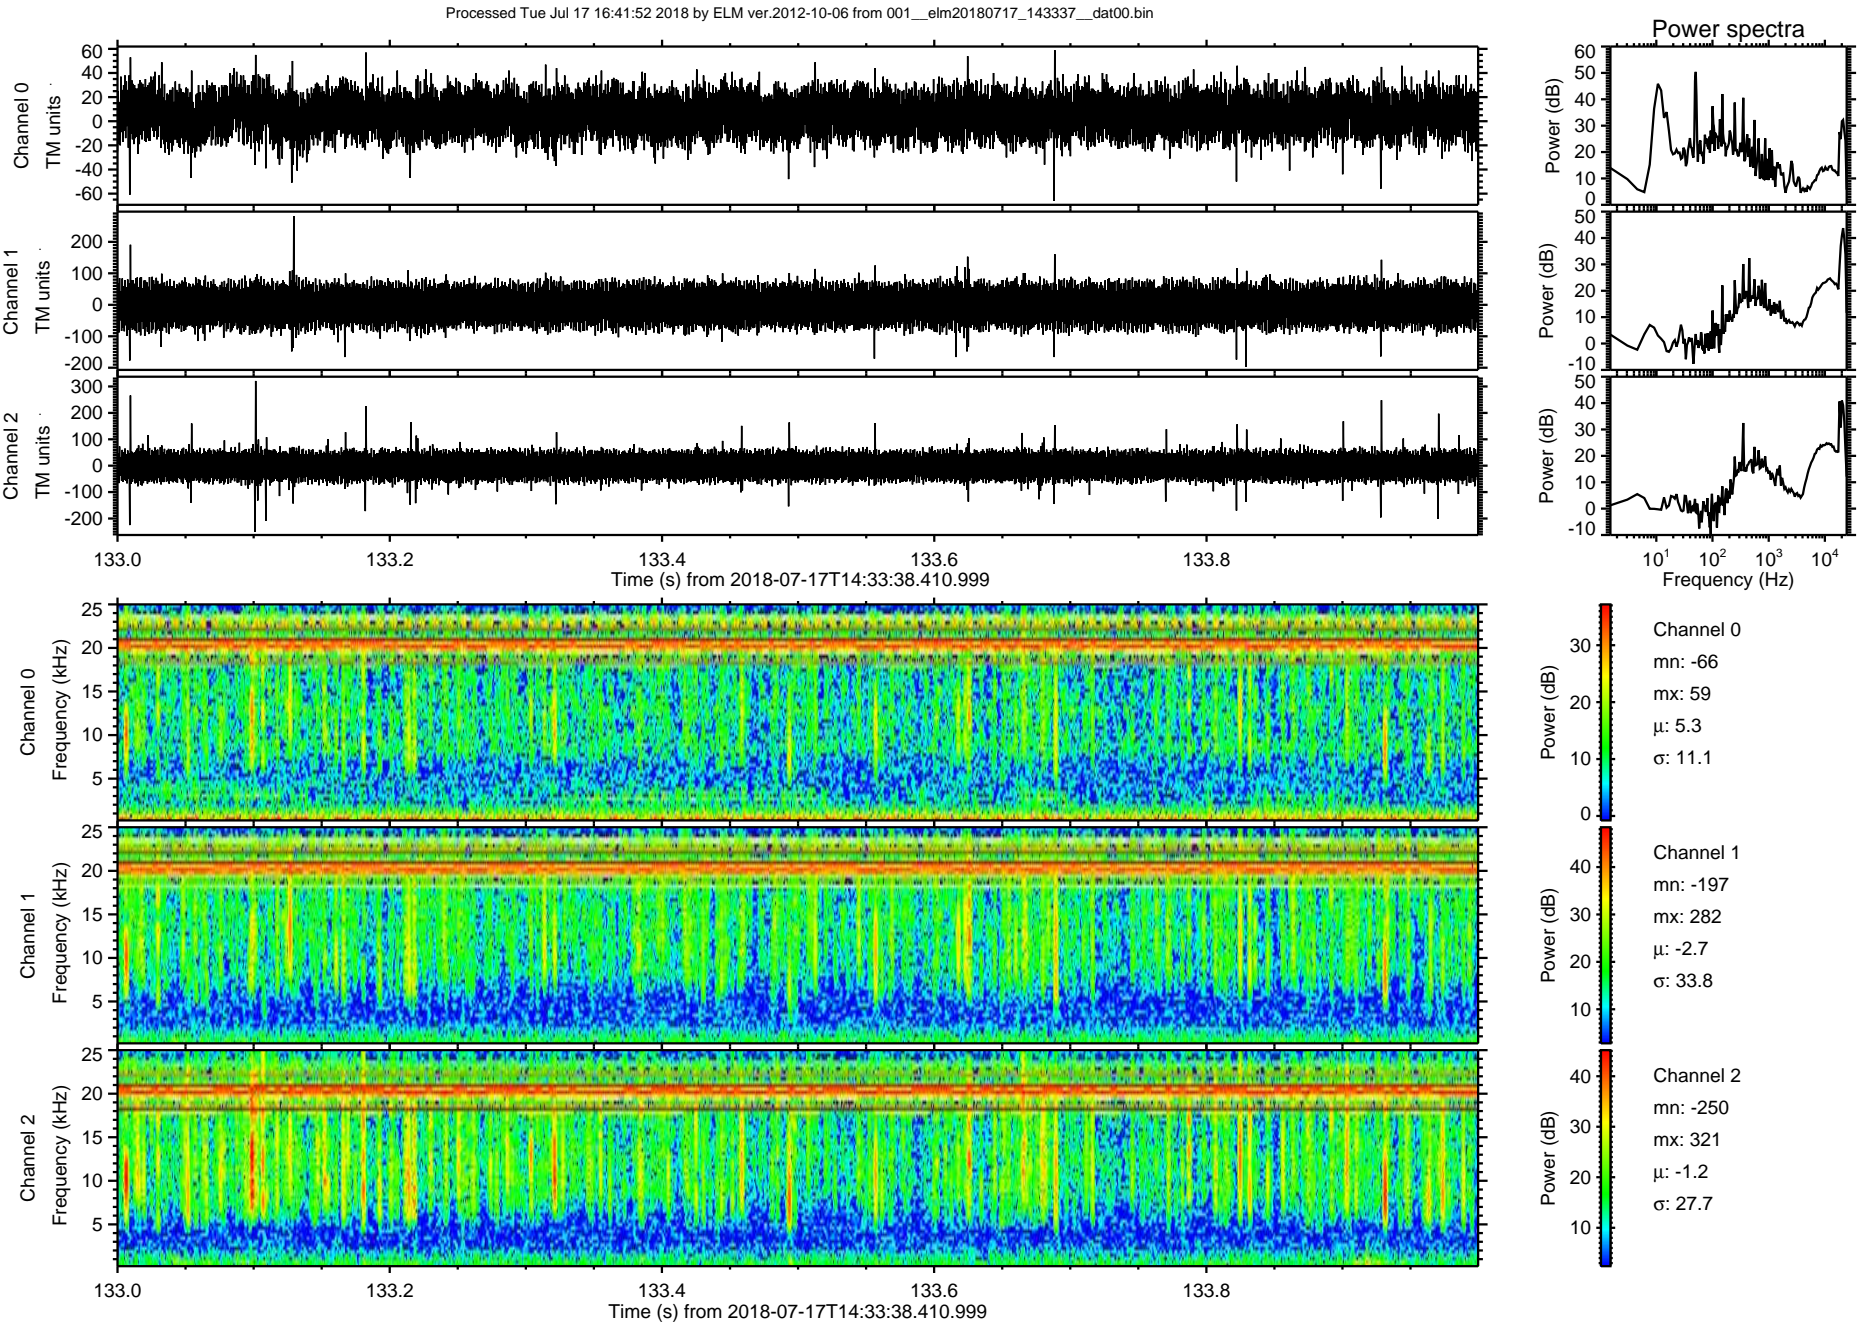 Processed Tue Jul 17 16:41:52 2018 by ELM ver.2012-10-06 from 001__elm20180717_143337__dat00.bin
Power spectra
Channel 0
TM units
60
40
20
0
-20
-40
-60
Power (dB)
60
50
40
30
20
10
0
Channel 1
TM units
200
100
0
-100
-200
Power (dB)
50
40
30
20
10
0
-10
Channel 2
TM units
300
200
100
0
-100
-200
Power (dB)
50
40
30
20
10
0
-10
133.0 133.2 133.4 133.6 133.8
Time (s) from 2018-07-17T14:33:38.410.999
10^1 10^2 10^3 10^4
Frequency (Hz)
Channel 0
Frequency (kHz)
25
20
15
10
5
Power (dB)
30
20
10
0
Channel 0
mn: -66
mx: 59
μ: 5.3
σ: 11.1
Channel 1
Frequency (kHz)
25
20
15
10
5
Power (dB)
40
30
20
10
Channel 1
mn: -197
mx: 282
μ: -2.7
σ: 33.8
Channel 2
Frequency (kHz)
25
20
15
10
5
Power (dB)
40
30
20
10
Channel 2
mn: -250
mx: 321
μ: -1.2
σ: 27.7
133.0 133.2 133.4 133.6 133.8
Time (s) from 2018-07-17T14:33:38.410.999